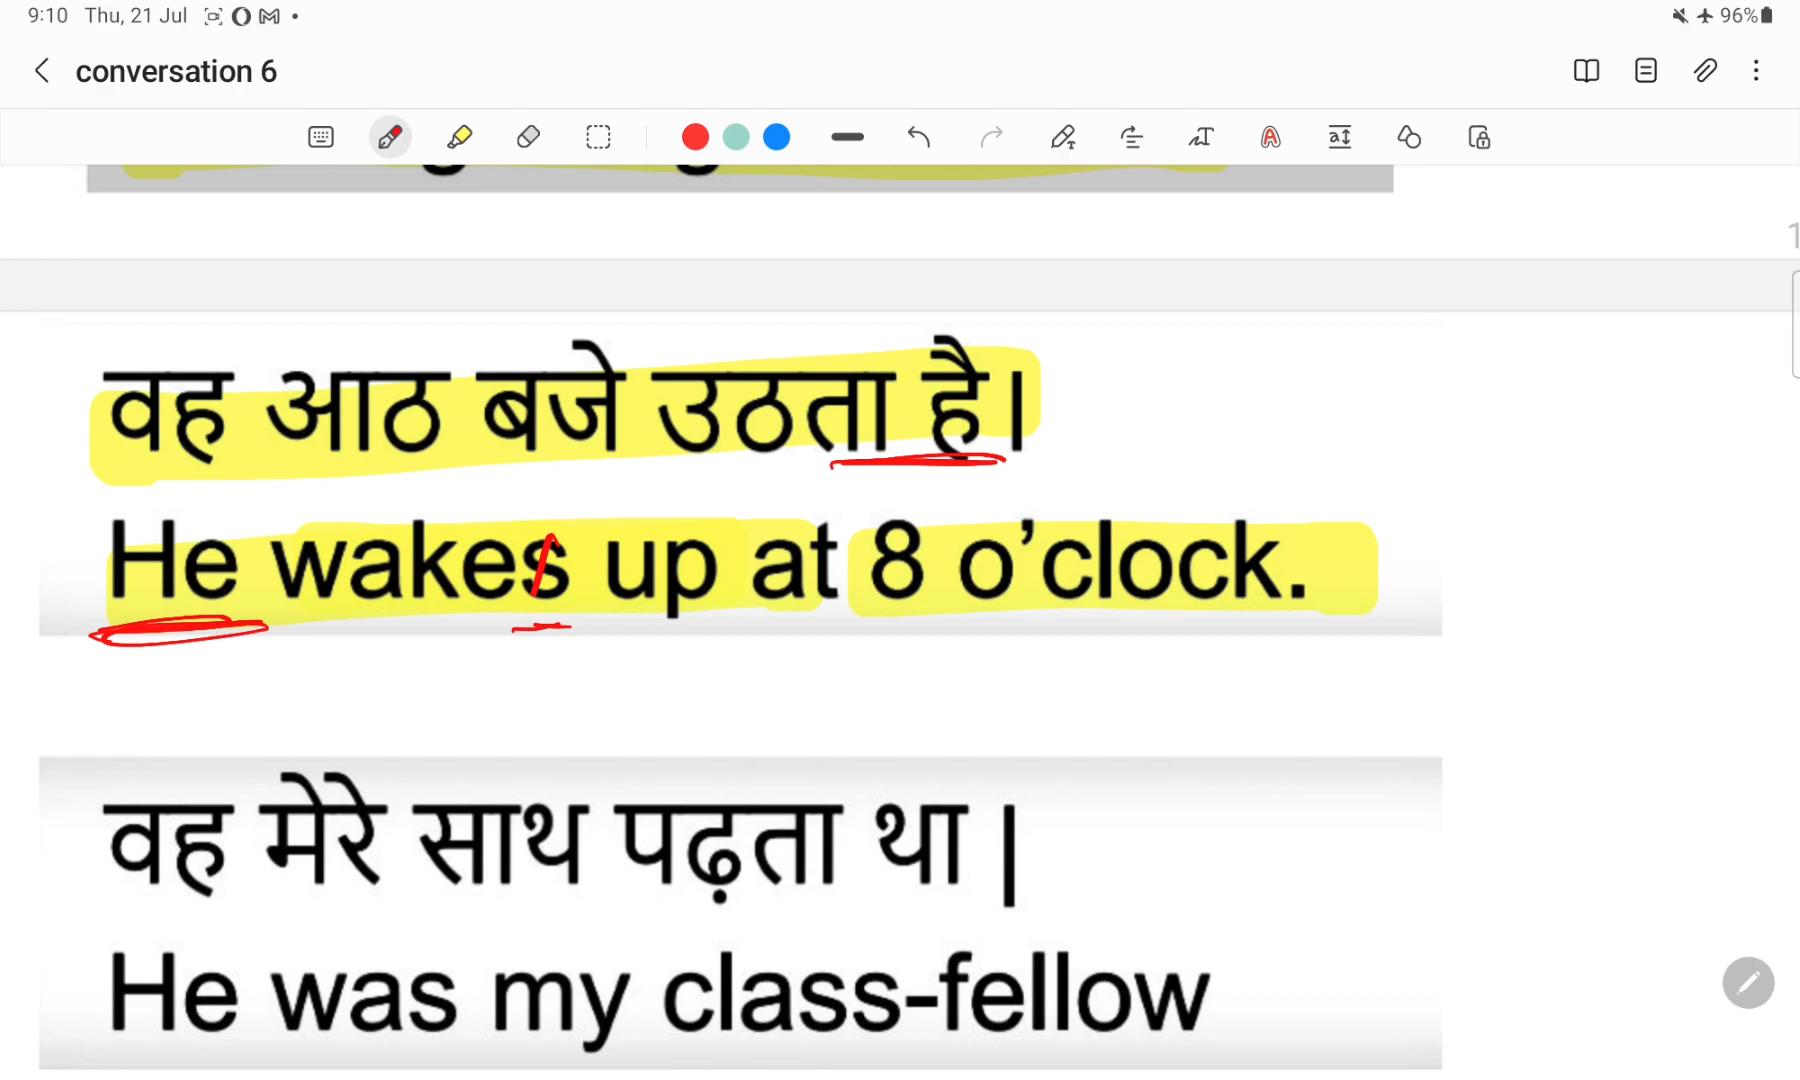 9:10 Thu, 21 Jul 96%
conversation 6
वह आठ बजे उठता है।
He wakes up at 8 o’clock.
वह मेरे साथ पढ़ता था |
He was my class-fellow